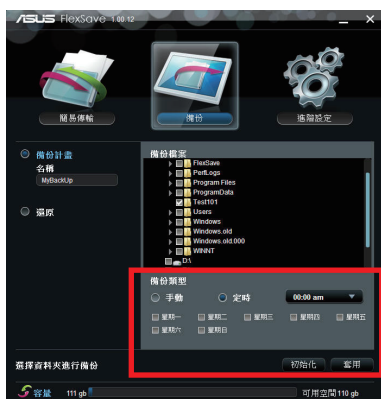 ASUS FlexSave 1.00.12
簡易傳輸
備份
進階設定
備份計畫
名稱
MyBackUp
還原
備份檔案
FlexSave
PerfLogs
Program Files
ProgramData
Test101
Users
Windows
Windows.old
Windows.old.000
WINNT
D:\
備份類型
手動 定時 00:00 am
星期一 星期二 星期三 星期四 星期五
星期六 星期日
選擇資料夾進行備份 初始化 套用
容量 111 gb 可用空間110 gb